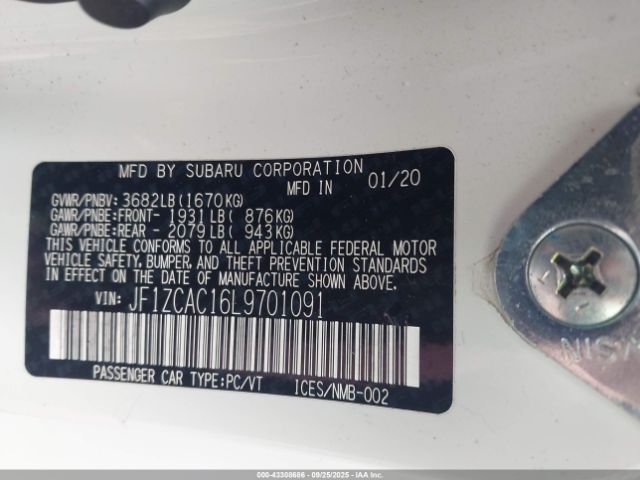 MFD BY SUBARU CORPORATION
MFD IN 01/20
GVWR/PNBV: 3682LB(1670KG)
GAWR/PNBE:FRONT- 1931LB( 876KG)
GAWR/PNBE:REAR - 2079LB( 943KG)
THIS VEHICLE CONFORMS TO ALL APPLICABLE FEDERAL MOTOR
VEHICLE SAFETY, BUMPER, AND THEFT PREVENTION STANDARDS
IN EFFECT ON THE DATE OF MANUFACTURE SHOWN ABOVE.
VIN: JF1ZCAC16L9701091
PASSENGER CAR TYPE:PC/VT ICES/NMB-002
000-43308686 - 09/25/2025 - IAA